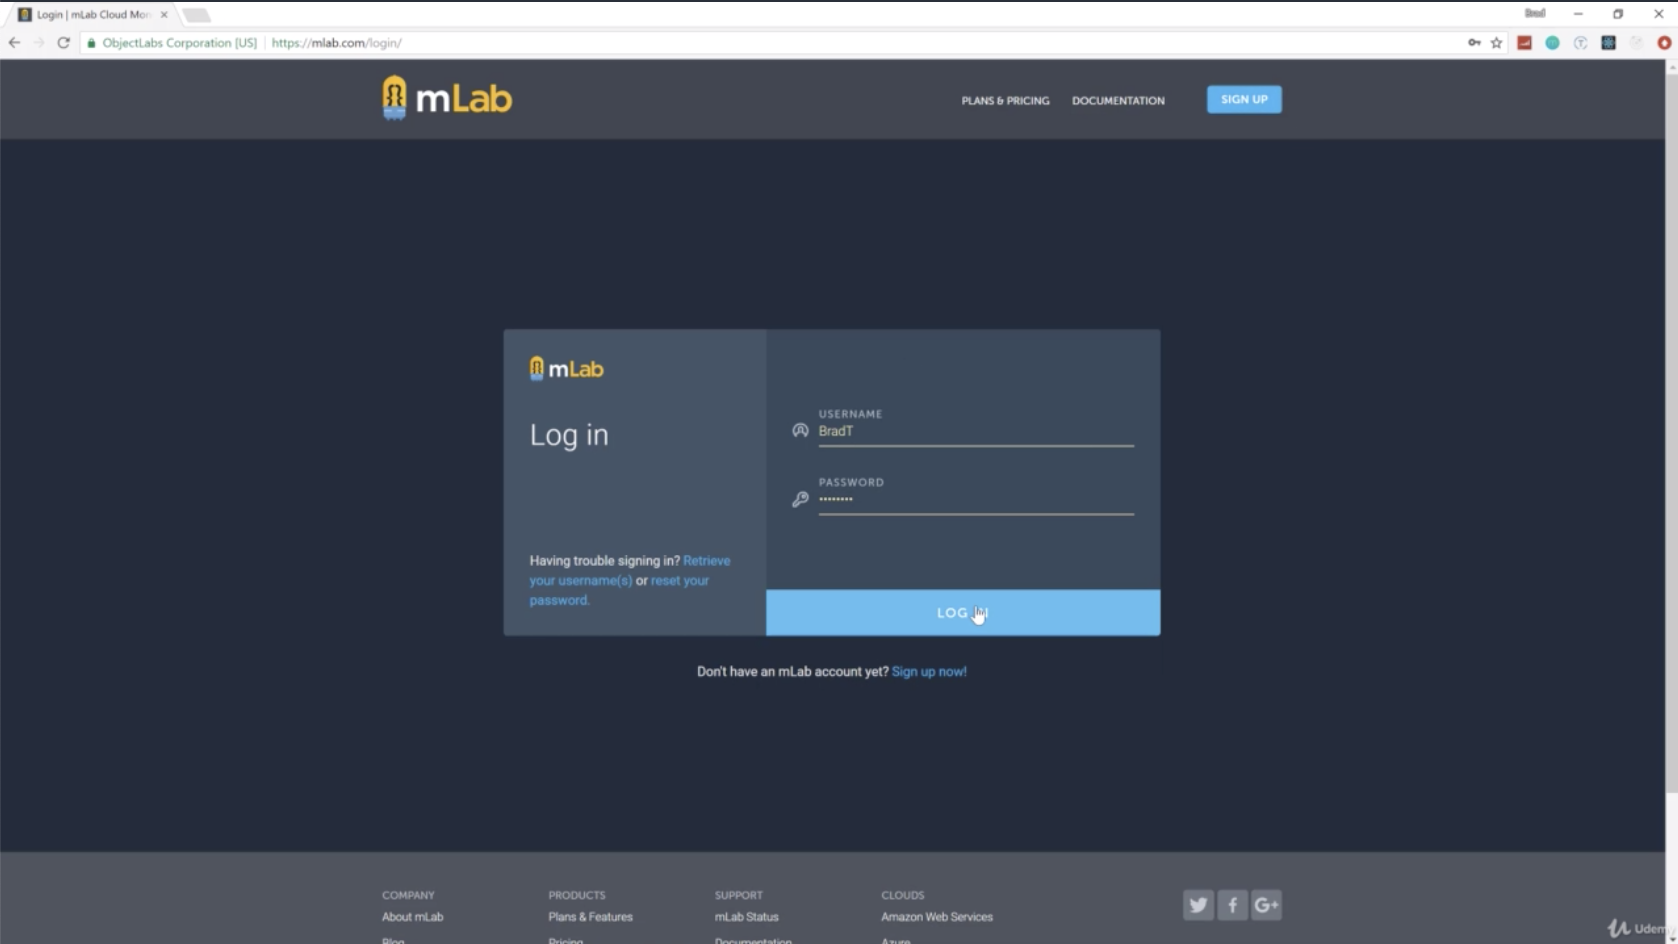 Login | mLab Cloud Mon
Brad
ObjectLabs Corporation [US] https://mlab.com/login/
mLab
PLANS & PRICING DOCUMENTATION SIGN UP
mLab
Log in
USERNAME
BradT
PASSWORD
Having trouble signing in? Retrieve
your username(s) or reset your
password.
LOG
Don't have an mLab account yet? Sign up now!
COMPANY PRODUCTS SUPPORT CLOUDS
About mLab Plans & Features mLab Status Amazon Web Services
Blog Pricing Documentation Azure
G+
Udem